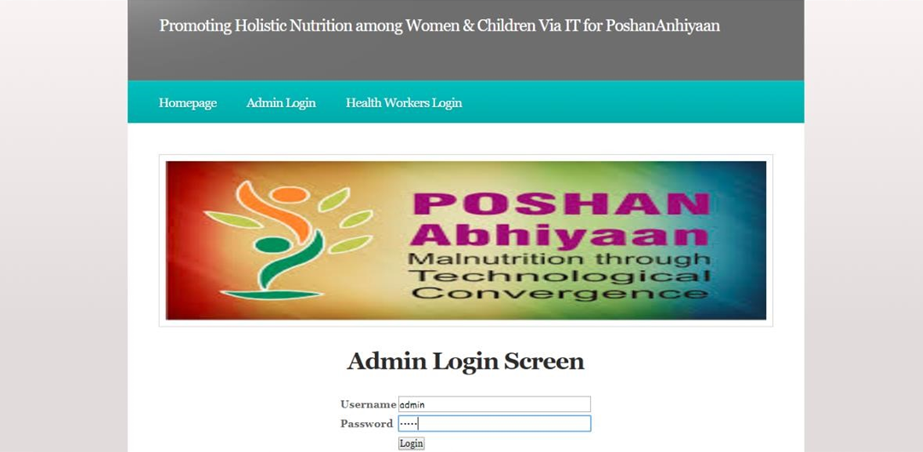 Promoting Holistic Nutrition among Women & Children Via IT for PoshanAnhiyaan
Homepage Admin Login Health Workers Login
POSHAN
Abhiyaan
Malnutrition through
Technological
Convergence
Admin Login Screen
Username admin
Password •••••
Login